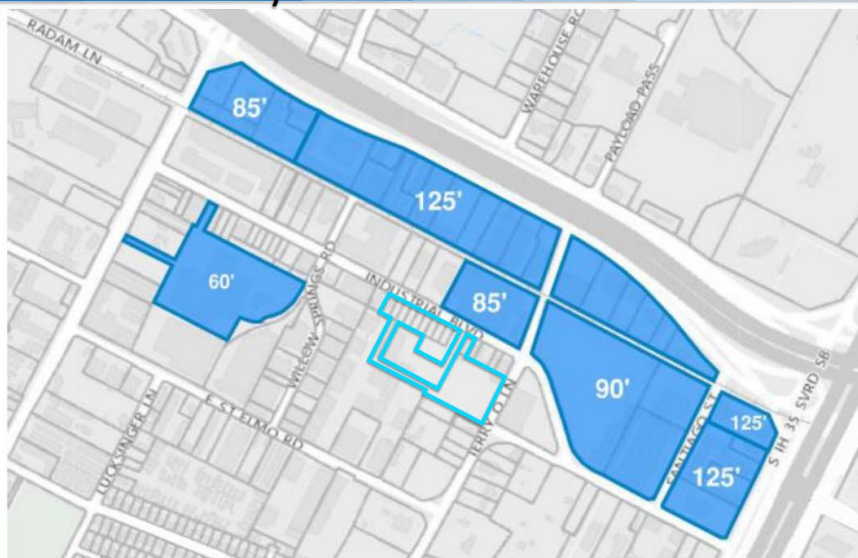 RADAM LN
WAREHOUSE RD
PAYLOAD PASS
85'
125'
60'
WILLOW SPRINGS RD
INDUSTRIAL BLVD
85'
90'
LUCKSINGER LN
E ST ELMO RD
TERRY O LN
SANTIAGO ST
125'
125'
S IH 35 SVRD SB